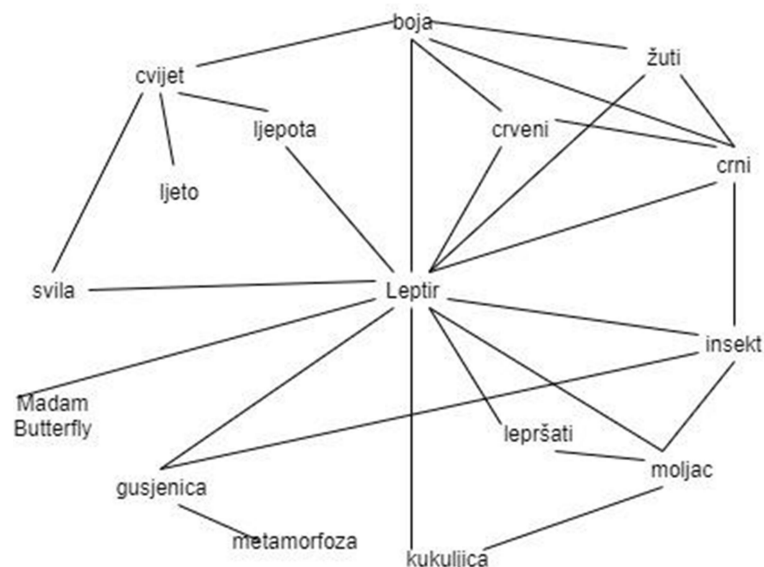 boja
žuti
cvijet
ljepota
crveni
crni
ljeto
svila
Leptir
insekt
Madam
Butterfly
lepršati
moljac
gusjenica
metamorfoza
kukuljica